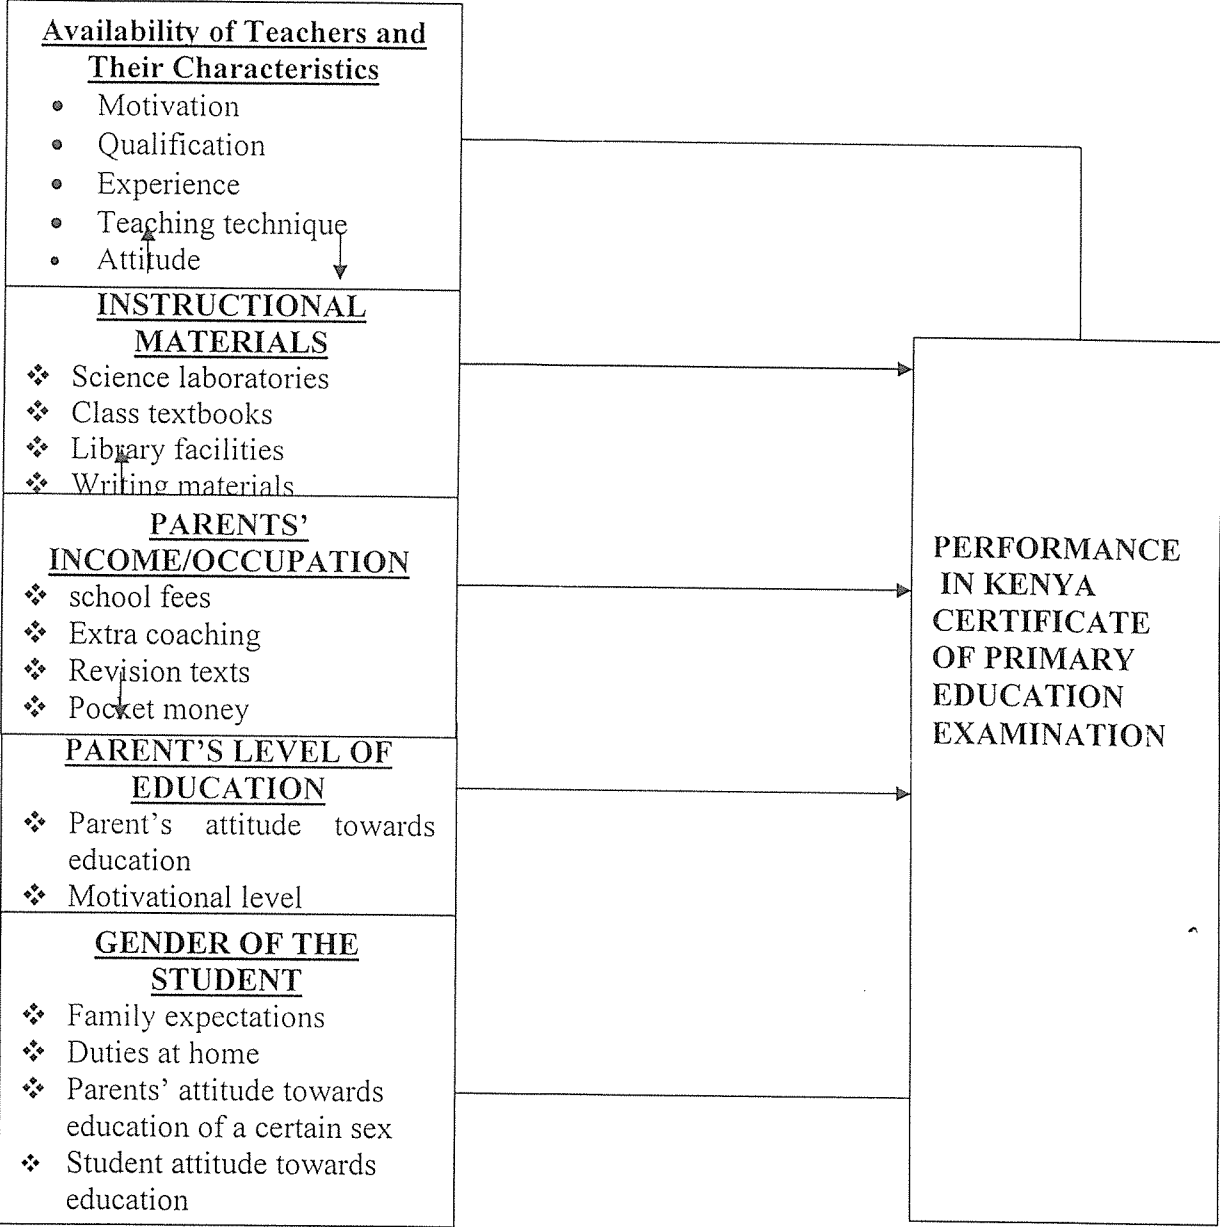 Availability of Teachers and
Their Characteristics
• Motivation
• Qualification
• Experience
• Teaching technique
• Attitude
INSTRUCTIONAL
MATERIALS
❖ Science laboratories
❖ Class textbooks
❖ Library facilities
❖ Writing materials
PARENTS'
INCOME/OCCUPATION
❖ school fees
❖ Extra coaching
❖ Revision texts
❖ Pocket money
PARENT'S LEVEL OF
EDUCATION
❖ Parent's attitude towards
education
❖ Motivational level
GENDER OF THE
STUDENT
❖ Family expectations
❖ Duties at home
❖ Parents' attitude towards
education of a certain sex
❖ Student attitude towards
education
PERFORMANCE
IN KENYA
CERTIFICATE
OF PRIMARY
EDUCATION
EXAMINATION